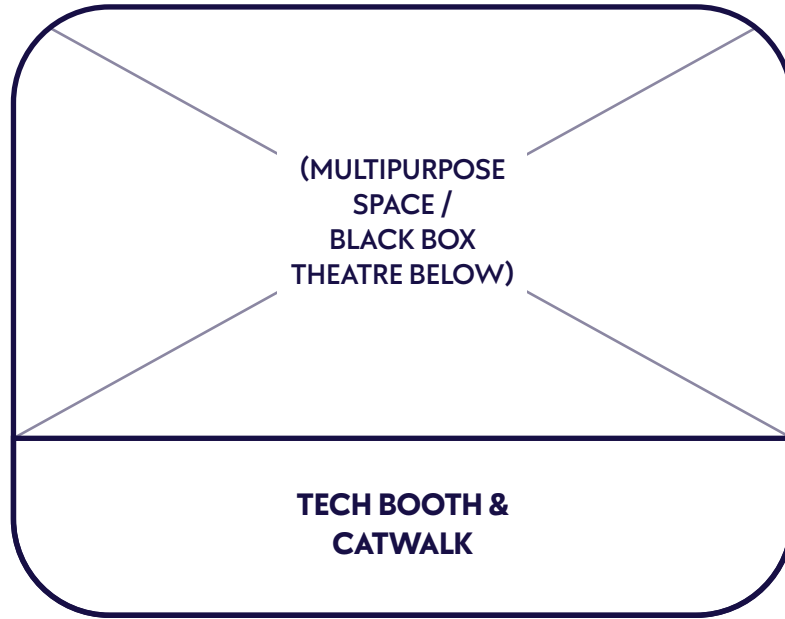 (MULTIPURPOSE
SPACE /
BLACK BOX
THEATRE BELOW)
TECH BOOTH &
CATWALK